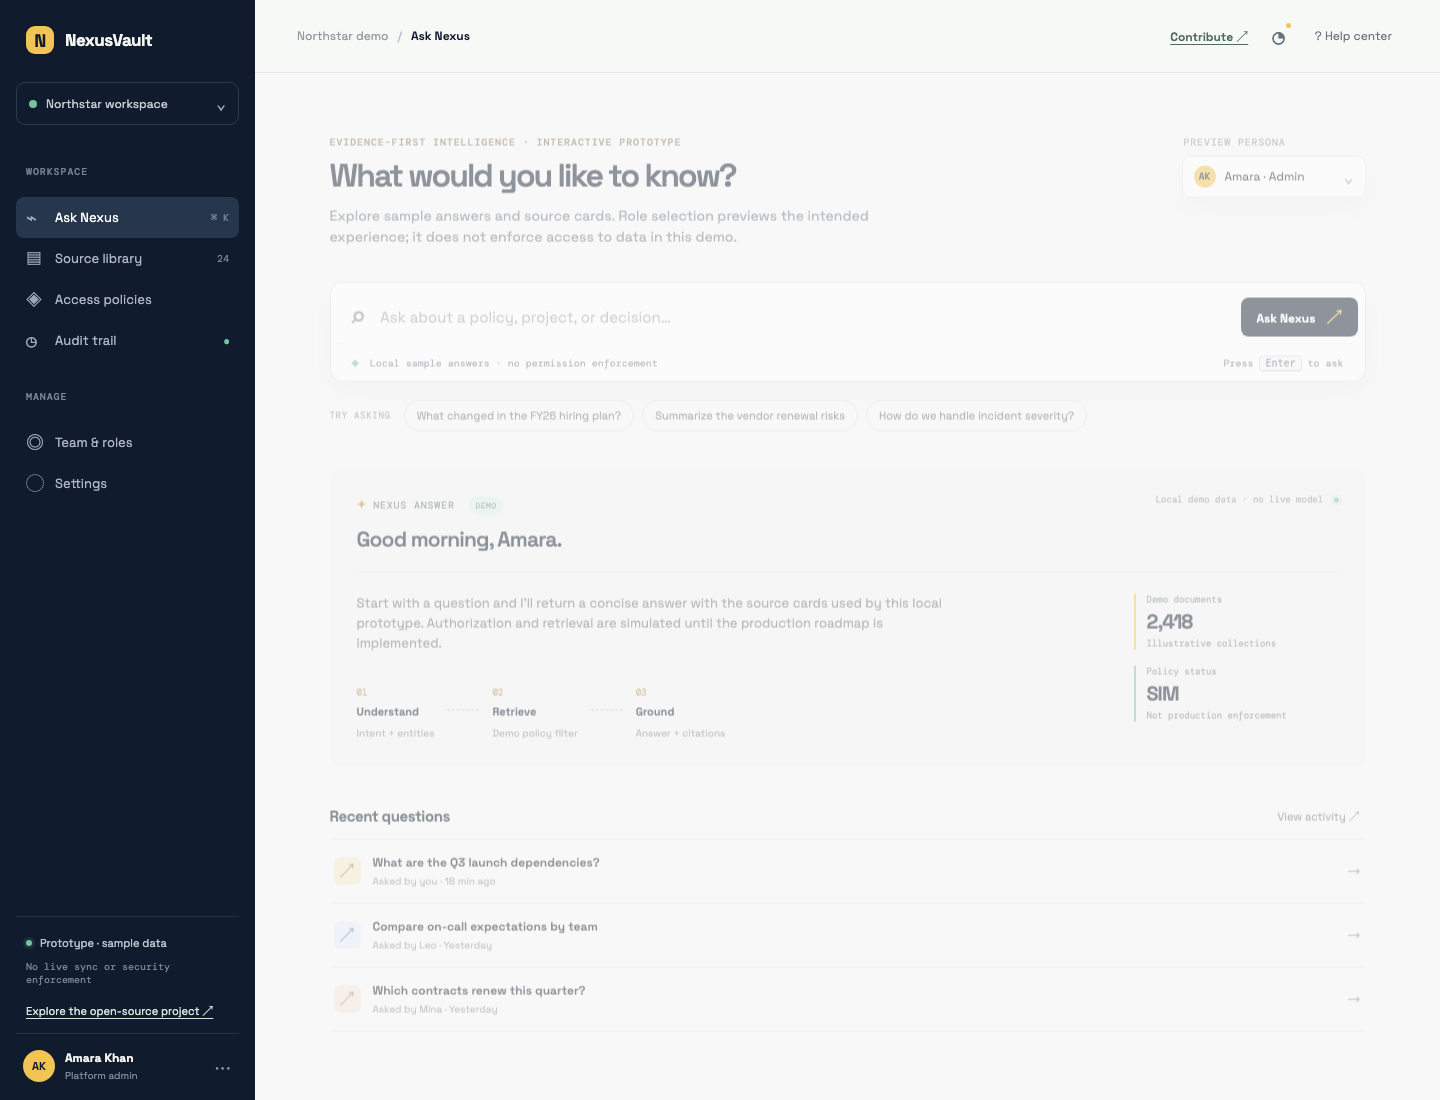 N NexusVault
Northstar workspace
WORKSPACE
Ask Nexus ⌘ K
Source library 24
Access policies
Audit trail
MANAGE
Team & roles
Settings
Prototype · sample data
No live sync or security
enforcement
Explore the open-source project ↗
AK Amara Khan
Platform admin
Northstar demo / Ask Nexus
Contribute ↗
? Help center
EVIDENCE-FIRST INTELLIGENCE · INTERACTIVE PROTOTYPE
What would you like to know?
Explore sample answers and source cards. Role selection previews the intended
experience; it does not enforce access to data in this demo.
PREVIEW PERSONA
AK Amara · Admin
Ask about a policy, project, or decision...
Ask Nexus ↗
Local sample answers · no permission enforcement
Press Enter to ask
TRY ASKING
What changed in the FY26 hiring plan?
Summarize the vendor renewal risks
How do we handle incident severity?
NEXUS ANSWER DEMO
Local demo data · no live model
Good morning, Amara.
Start with a question and I'll return a concise answer with the source cards used by this local
prototype. Authorization and retrieval are simulated until the production roadmap is
implemented.
01
Understand
Intent + entities
02
Retrieve
Demo policy filter
03
Ground
Answer + citations
Demo documents
2,418
Illustrative collections
Policy status
SIM
Not production enforcement
Recent questions
View activity ↗
What are the Q3 launch dependencies?
Asked by you · 18 min ago
Compare on-call expectations by team
Asked by Leo · Yesterday
Which contracts renew this quarter?
Asked by Mina · Yesterday